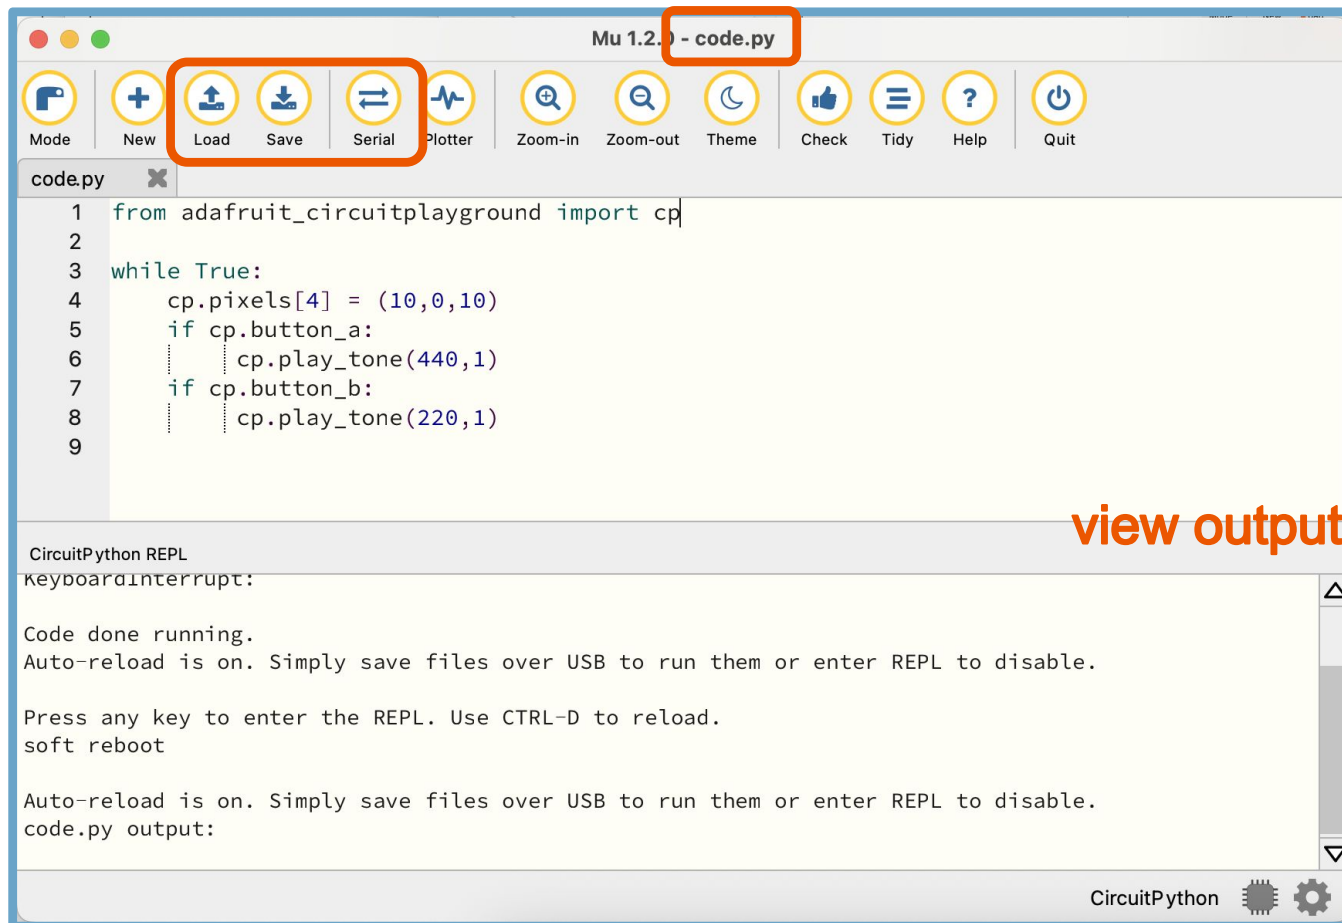 Mu 1.2.0 - code.py
Mode New Load Save Serial Plotter Zoom-in Zoom-out Theme Check Tidy Help Quit
code.py
1 from adafruit_circuitplayground import cp
2
3 while True:
4     cp.pixels[4] = (10,0,10)
5     if cp.button_a:
6         cp.play_tone(440,1)
7     if cp.button_b:
8         cp.play_tone(220,1)
9
view output
CircuitPython REPL
KeyboardInterrupt:
Code done running.
Auto-reload is on. Simply save files over USB to run them or enter REPL to disable.
Press any key to enter the REPL. Use CTRL-D to reload.
soft reboot
Auto-reload is on. Simply save files over USB to run them or enter REPL to disable.
code.py output:
CircuitPython